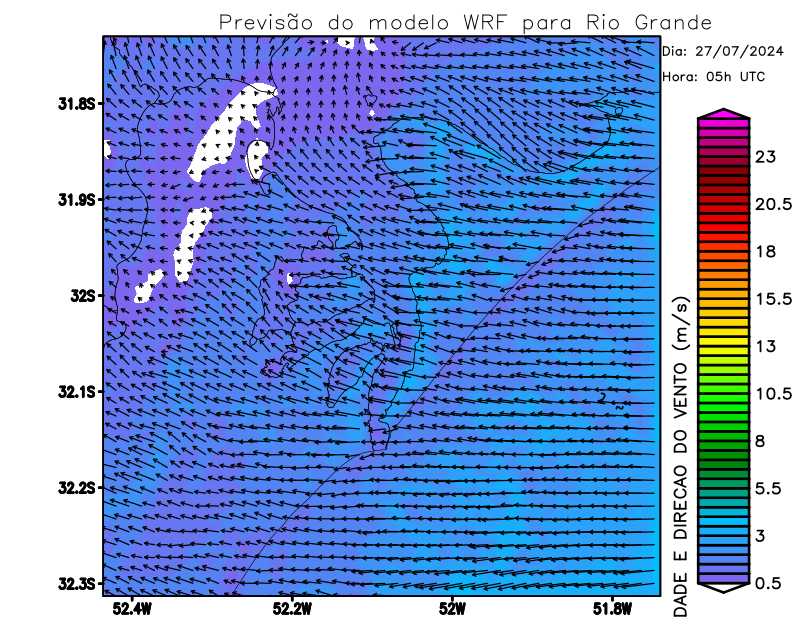 Previsão do modelo WRF para Rio Grande
Dia: 27/07/2024
Hora: 05h UTC
31.8S
31.9S
32S
32.1S
32.2S
32.3S
52.4W
52.2W
52W
51.8W
DADE E DIRECAO DO VENTO (m/s)
23
20.5
18
15.5
13
10.5
8
5.5
3
0.5